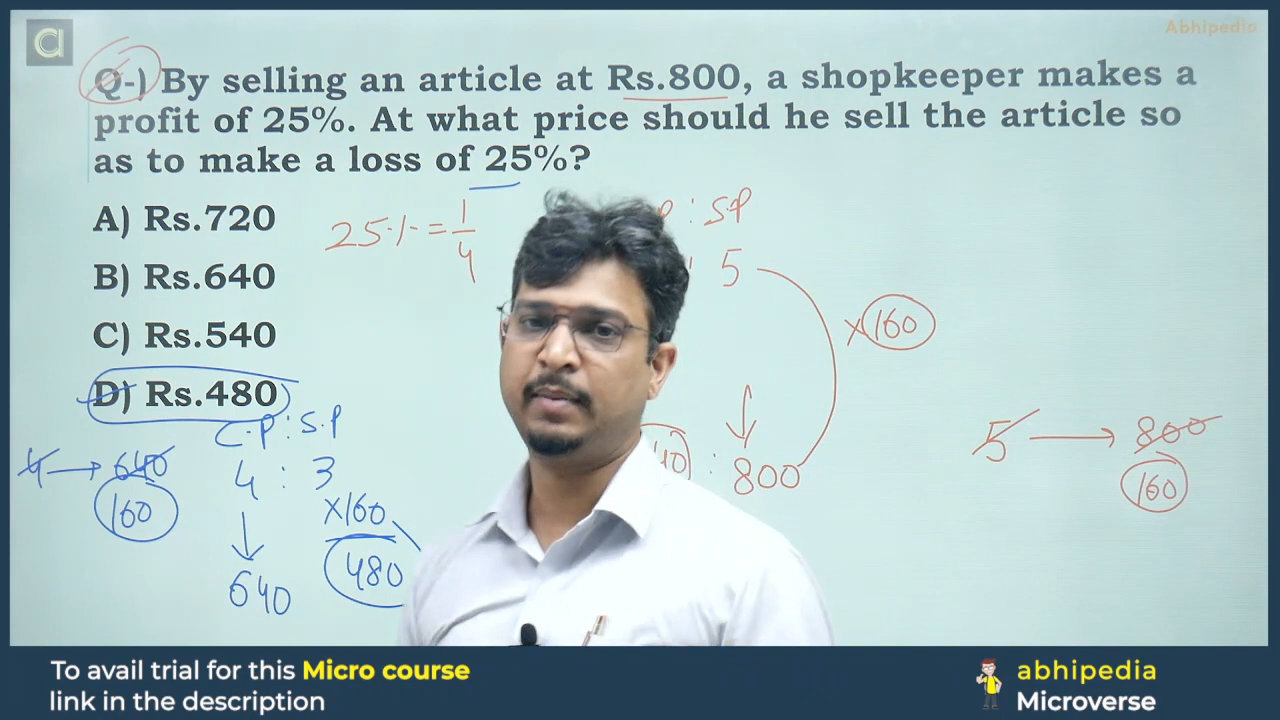 Abhipedia
Q-) By selling an article at Rs.800, a shopkeeper makes a
profit of 25%. At what price should he sell the article so
as to make a loss of 25%?
A) Rs.720
B) Rs.640
C) Rs.540
D) Rs.480
25% = 1/4
P : S.P
5
×160
: 800
5 → 800
160
C.P : S.P
4 → 640
160
4 : 3
×160
640
480
To avail trial for this Micro course
link in the description
abhipedia
Microverse